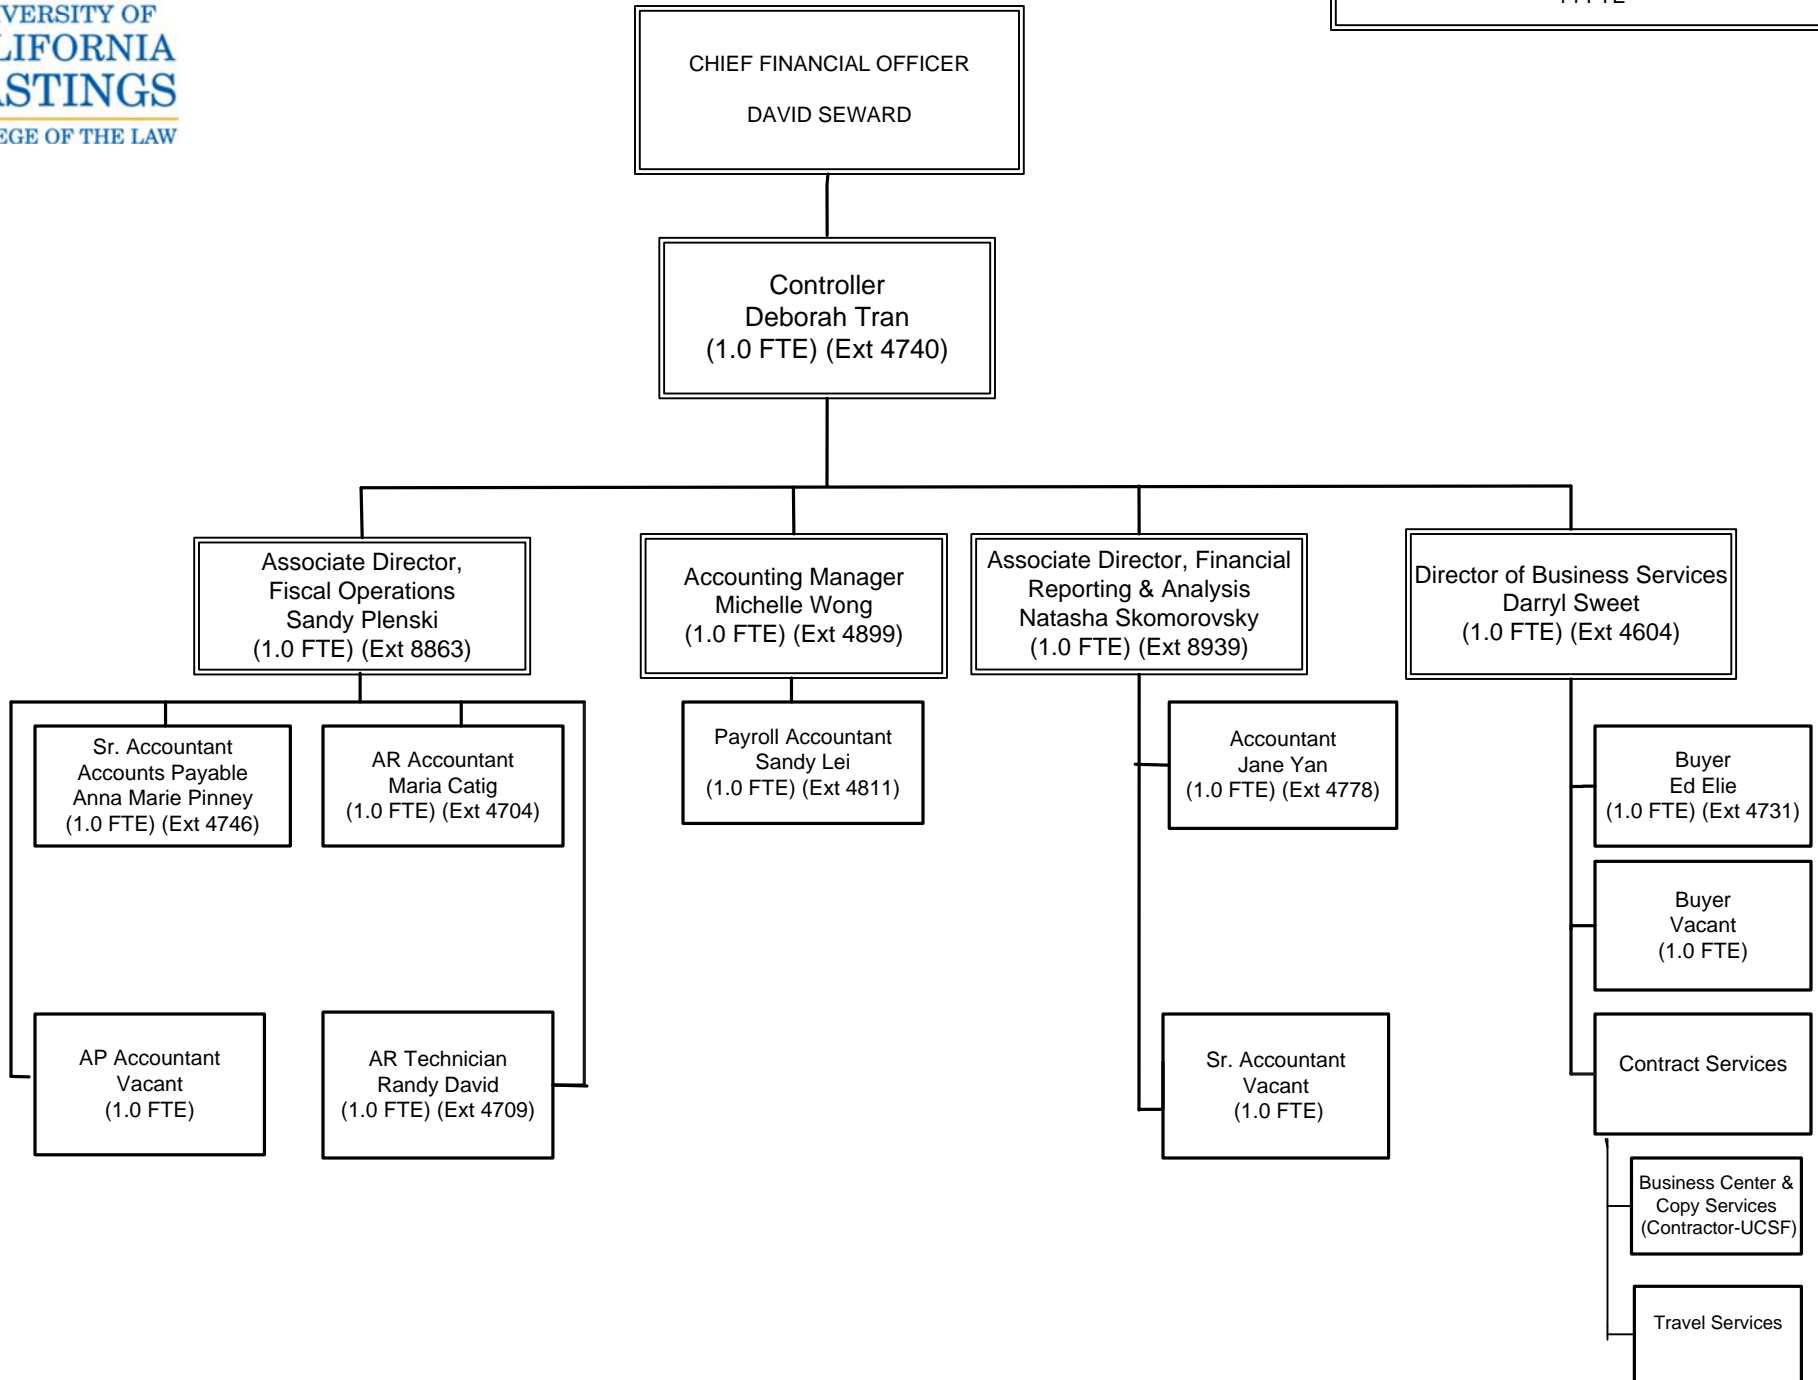 VERSITY OF
LIFORNIA
ASTINGS
EGE OF THE LAW
CHIEF FINANCIAL OFFICER
DAVID SEWARD
Controller
Deborah Tran
(1.0 FTE) (Ext 4740)
Associate Director,
Fiscal Operations
Sandy Plenski
(1.0 FTE) (Ext 8863)
Accounting Manager
Michelle Wong
(1.0 FTE) (Ext 4899)
Associate Director, Financial
Reporting & Analysis
Natasha Skomorovsky
(1.0 FTE) (Ext 8939)
Director of Business Services
Darryl Sweet
(1.0 FTE) (Ext 4604)
Sr. Accountant
Accounts Payable
Anna Marie Pinney
(1.0 FTE) (Ext 4746)
AR Accountant
Maria Catig
(1.0 FTE) (Ext 4704)
Payroll Accountant
Sandy Lei
(1.0 FTE) (Ext 4811)
Accountant
Jane Yan
(1.0 FTE) (Ext 4778)
Buyer
Ed Elie
(1.0 FTE) (Ext 4731)
Buyer
Vacant
(1.0 FTE)
AP Accountant
Vacant
(1.0 FTE)
AR Technician
Randy David
(1.0 FTE) (Ext 4709)
Sr. Accountant
Vacant
(1.0 FTE)
Contract Services
Business Center &
Copy Services
(Contractor-UCSF)
Travel Services